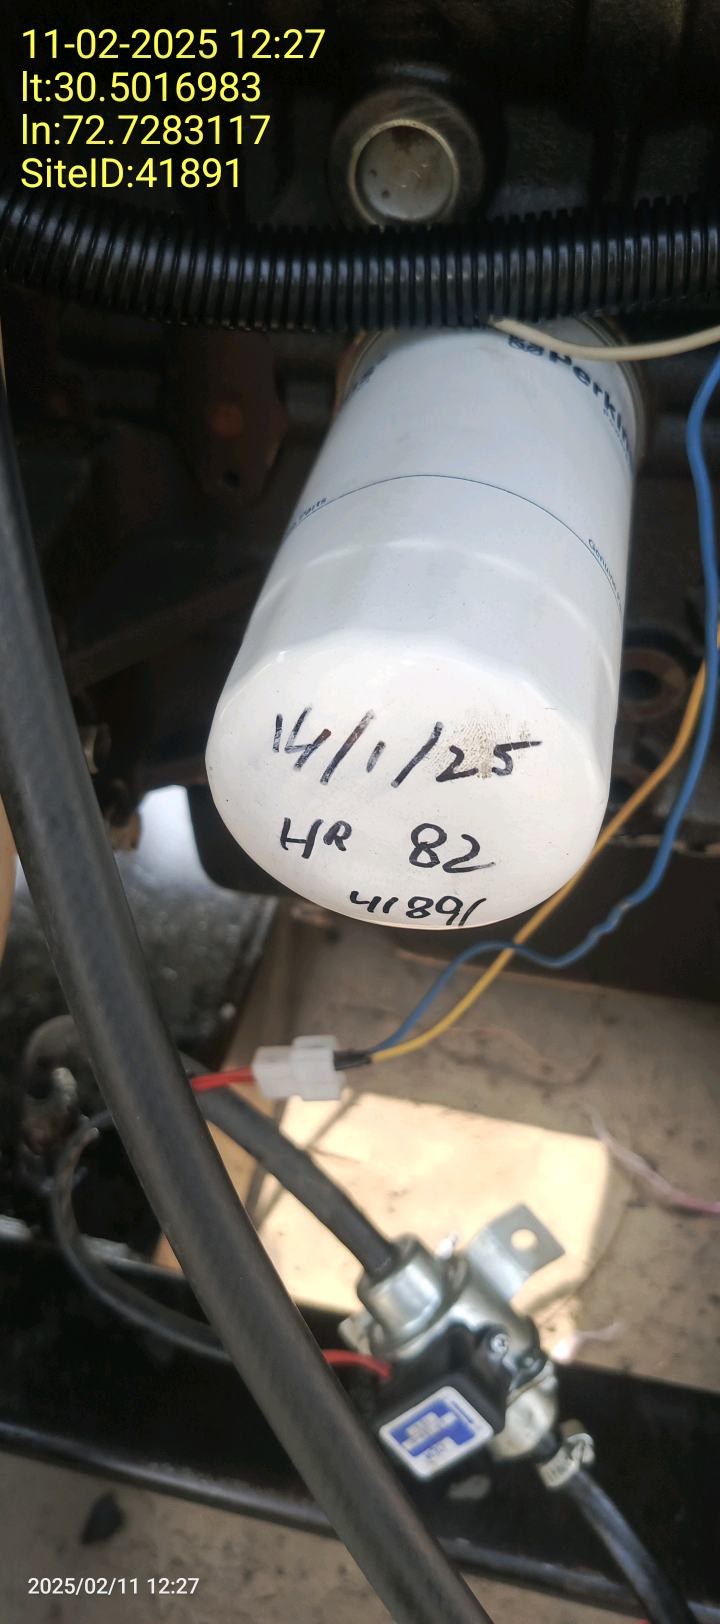 11-02-2025 12:27
lt:30.5016983
ln:72.7283117
SiteID:41891
Perkin
14/1/25
HR 82
41891
2025/02/11 12:27